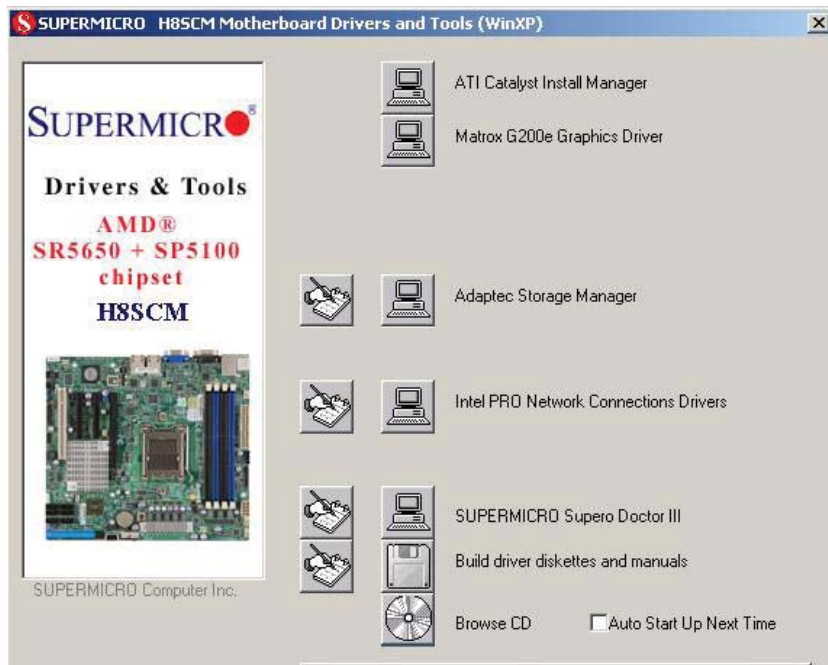 SUPERMICRO H8SCM Motherboard Drivers and Tools (WinXP)
SUPERMICRO®
Drivers & Tools
AMD®
SR5650 + SP5100
chipset
H8SCM
SUPERMICRO Computer Inc.
ATI Catalyst Install Manager
Matrox G200e Graphics Driver
Adaptec Storage Manager
Intel PRO Network Connections Drivers
SUPERMICRO Supero Doctor III
Build driver diskettes and manuals
Browse CD
Auto Start Up Next Time